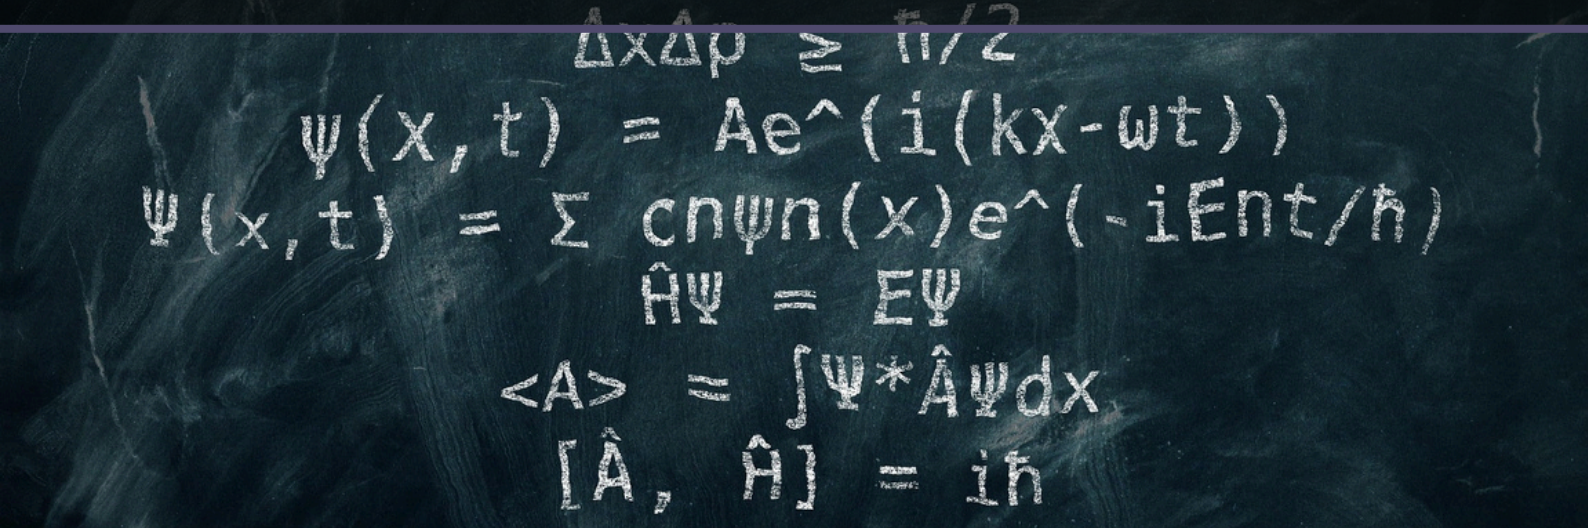 ΔxΔp ≥ ħ/2
ψ(x,t) = Ae^(i(kx-ωt))
Ψ(x,t) = Σ cnψn(x)e^(-iEnt/ħ)
ĤΨ = EΨ
<A> = ∫Ψ*ÂΨdx
[Â, Ĥ] = iħ